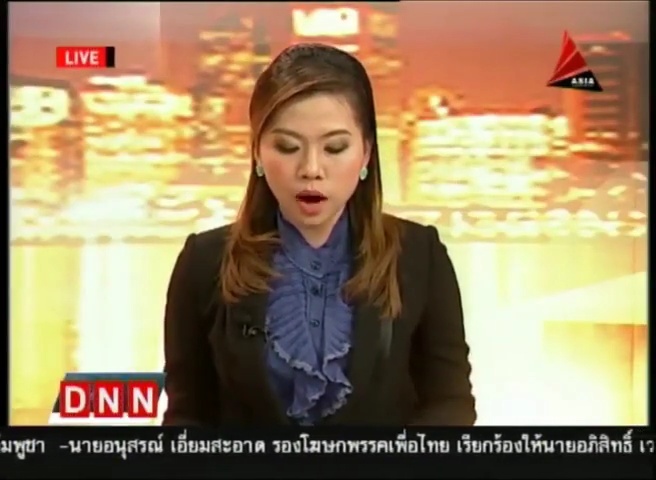 LIVE
ASIA
DNN
ัมพูชา -นายอนุสรณ์ เอี่ยมสะอาด รองโฆษกพรรคเพื่อไทย เรียกร้องให้นายอภิสิทธิ์ เว